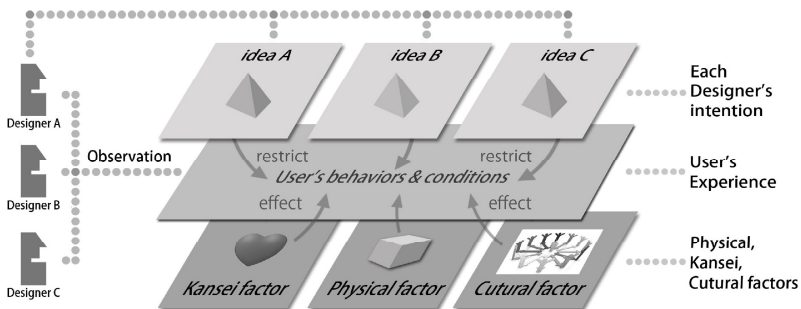 idea A
idea B
idea C
Each
Designer's
intention
Designer A
Observation
restrict
restrict
User's behaviors & conditions
User's
Experience
Designer B
effect
effect
Physical,
Kansei,
Cutural factors
Designer C
Kansei factor
Physical factor
Cutural factor